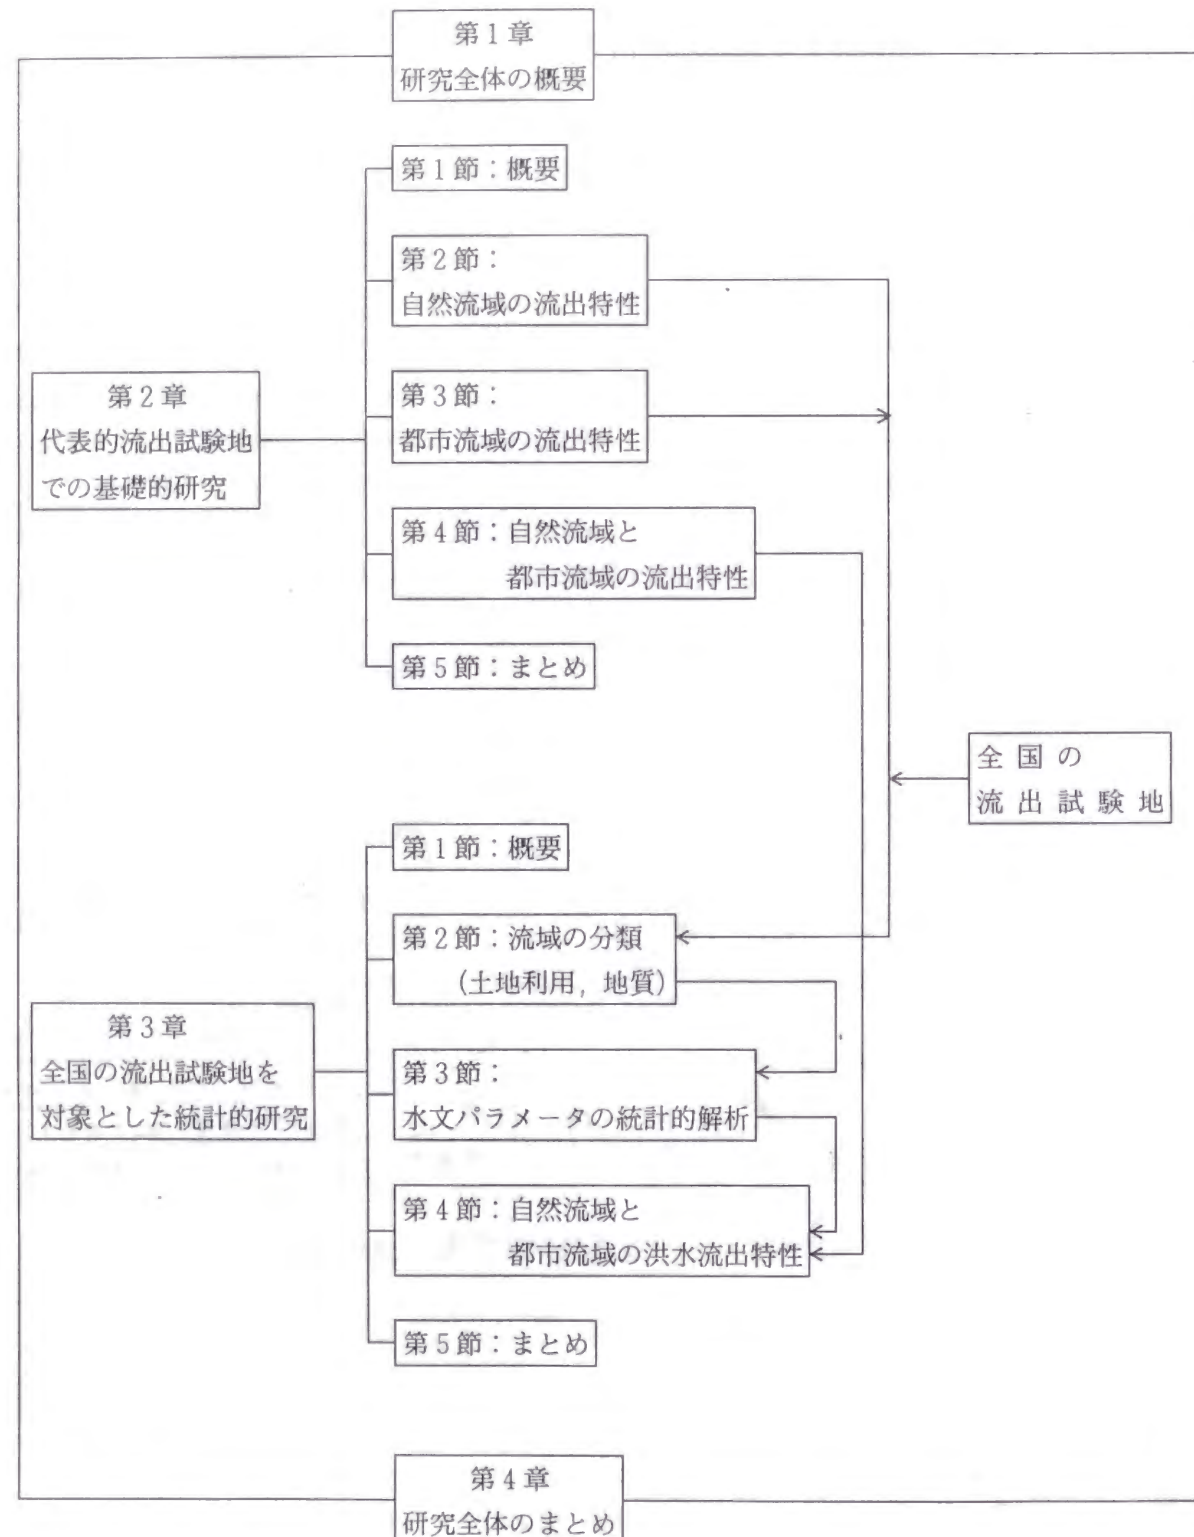 第1章
研究全体の概要
第1節：概要
第2節：
自然流域の流出特性
第3節：
都市流域の流出特性
第2章
代表的流出試験地
での基礎的研究
第4節：自然流域と
都市流域の流出特性
第5節：まとめ
全国の
流出試験地
第1節：概要
第2節：流域の分類
(土地利用，地質)
第3章
全国の流出試験地を
対象とした統計的研究
第3節：
水文パラメータの統計的解析
第4節：自然流域と
都市流域の洪水流出特性
第5節：まとめ
第4章
研究全体のまとめ